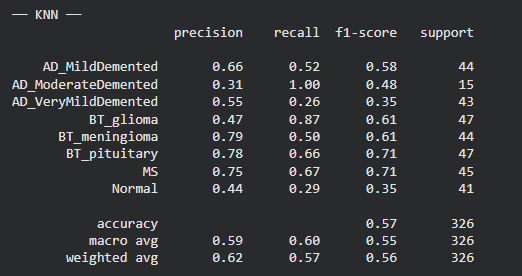 ── KNN ──
precision recall f1-score support
AD_MildDemented 0.66 0.52 0.58 44
AD_ModerateDemented 0.31 1.00 0.48 15
AD_VeryMildDemented 0.55 0.26 0.35 43
BT_glioma 0.47 0.87 0.61 47
BT_meningioma 0.79 0.50 0.61 44
BT_pituitary 0.78 0.66 0.71 47
MS 0.75 0.67 0.71 45
Normal 0.44 0.29 0.35 41
accuracy 0.57 326
macro avg 0.59 0.60 0.55 326
weighted avg 0.62 0.57 0.56 326